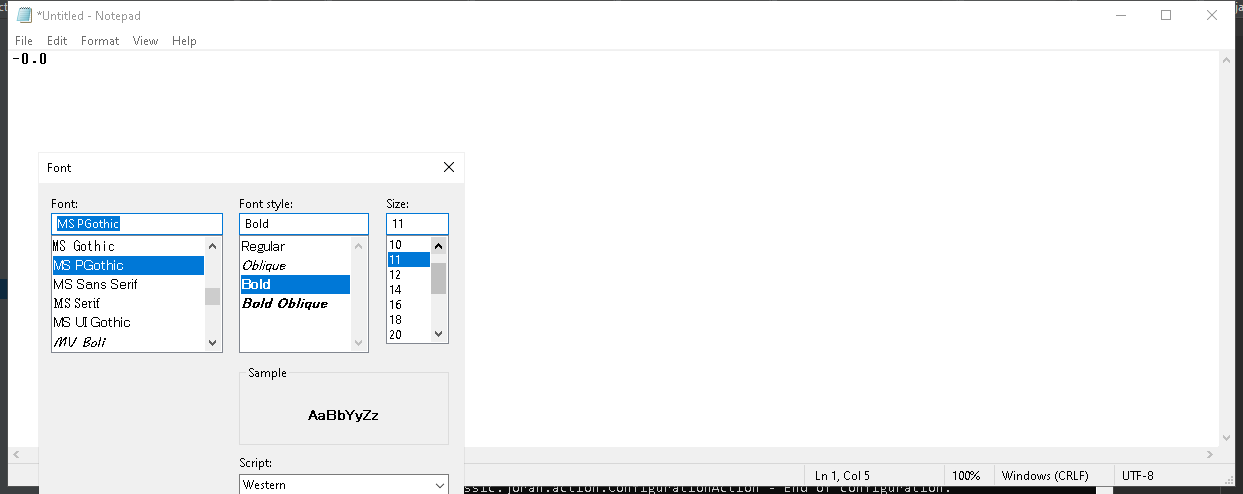 *Untitled - Notepad
File Edit Format View Help
-0.0
Font
Font: Font style: Size:
MS PGothic Bold 11
MS Gothic Regular 10
MS PGothic Oblique 11
MS Sans Serif Bold 12
MS Serif Bold Oblique 14
MS UI Gothic 16
MV Boli 18
20
Sample
AaBbYyZz
Script:
Western
Ln 1, Col 5 100% Windows (CRLF) UTF-8
ssic.joran.action.ConfigurationAction - End of configuration.